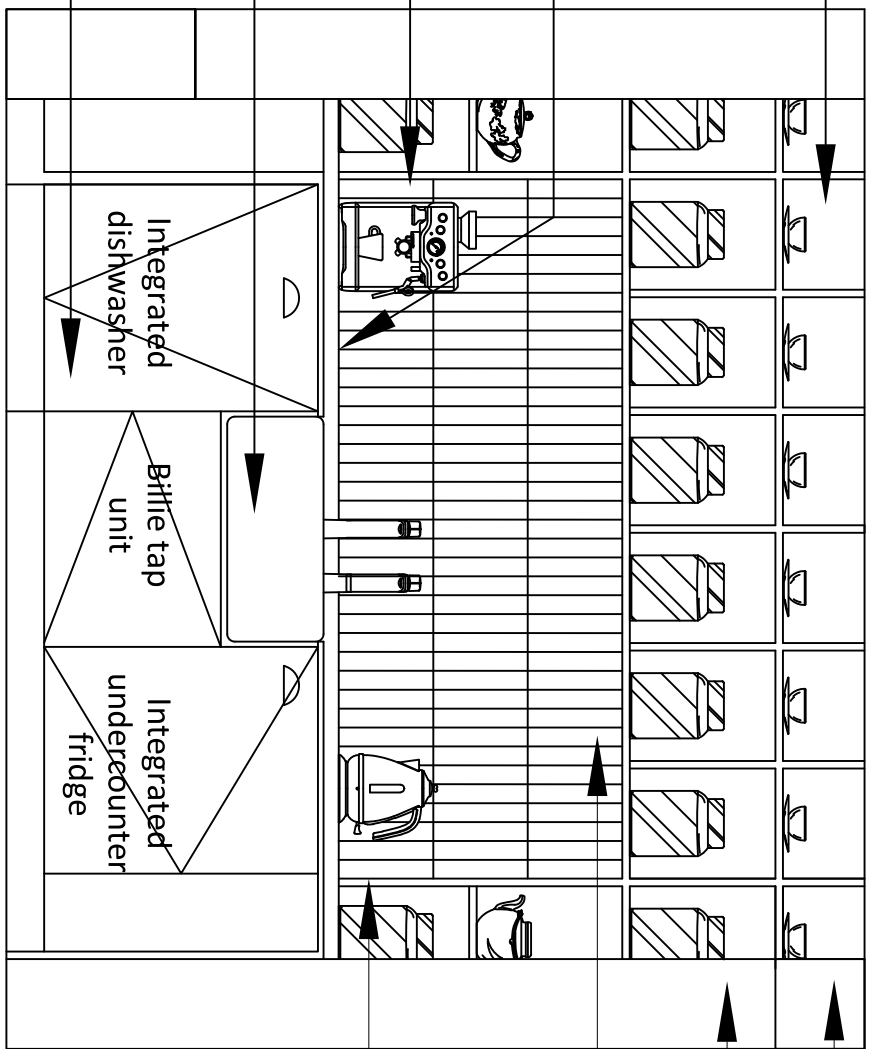 Integrated
dishwasher
Billie tap
unit
Integrated
undercounter
fridge